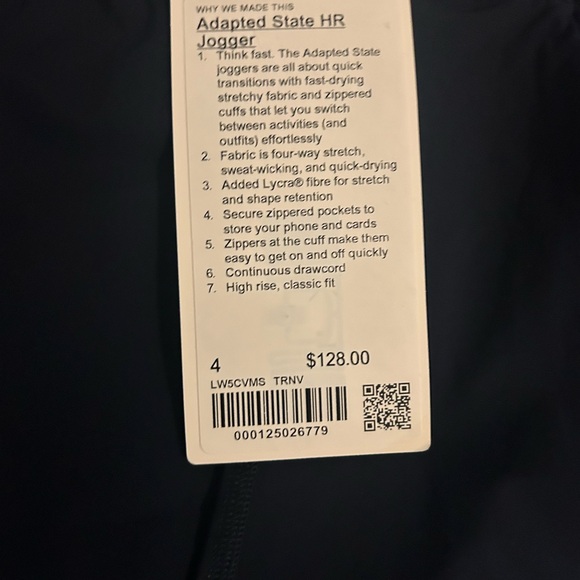 WHY WE MADE THIS
Adapted State HR
Jogger
1. Think fast. The Adapted State
joggers are all about quick
transitions with fast-drying
stretchy fabric and zippered
cuffs that let you switch
between activities (and
outfits) effortlessly
2. Fabric is four-way stretch,
sweat-wicking, and quick-drying
3. Added Lycra® fibre for stretch
and shape retention
4. Secure zippered pockets to
store your phone and cards
5. Zippers at the cuff make them
easy to get on and off quickly
6. Continuous drawcord
7. High rise, classic fit
4 $128.00
LW5CVMS TRNV
000125026779